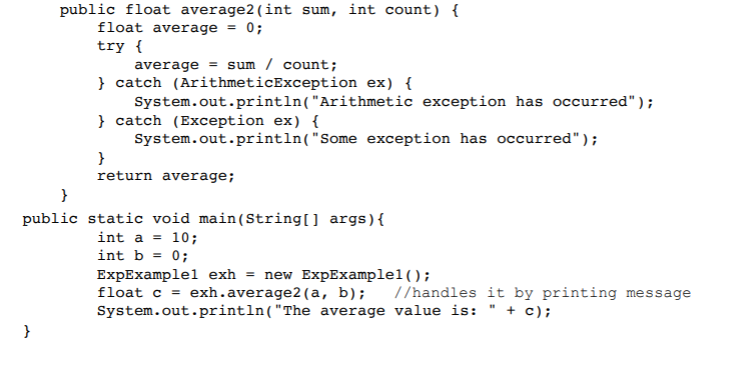 public float average2(int sum, int count) {
float average = 0;
try {
average = sum / count;
} catch (ArithmeticException ex) {
System.out.println("Arithmetic exception has occurred");
} catch (Exception ex) {
System.out.println("Some exception has occurred");
}
return average;
}
public static void main(String[] args){
int a = 10;
int b = 0;
ExpExample1 exh = new ExpExample1();
float c = exh.average2(a, b); //handles it by printing message
System.out.println("The average value is: " + c);
}